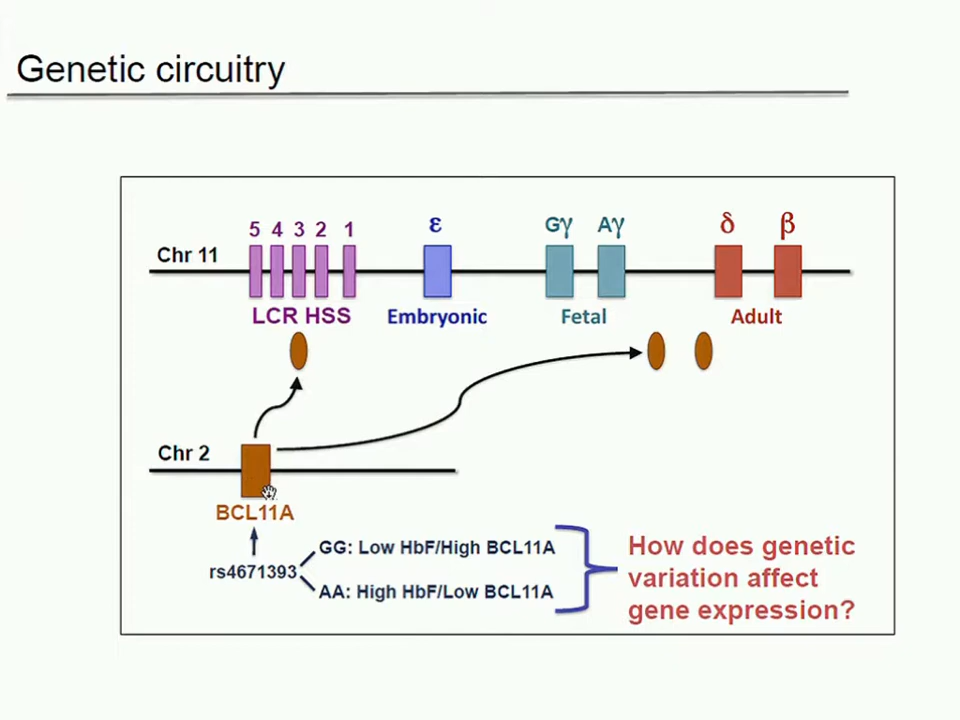 Genetic circuitry
5 4 3 2 1 ε Gγ Aγ δ β
Chr 11
LCR HSS Embryonic Fetal Adult
Chr 2
BCL11A
GG: Low HbF/High BCL11A
rs4671393
AA: High HbF/Low BCL11A
How does genetic
variation affect
gene expression?